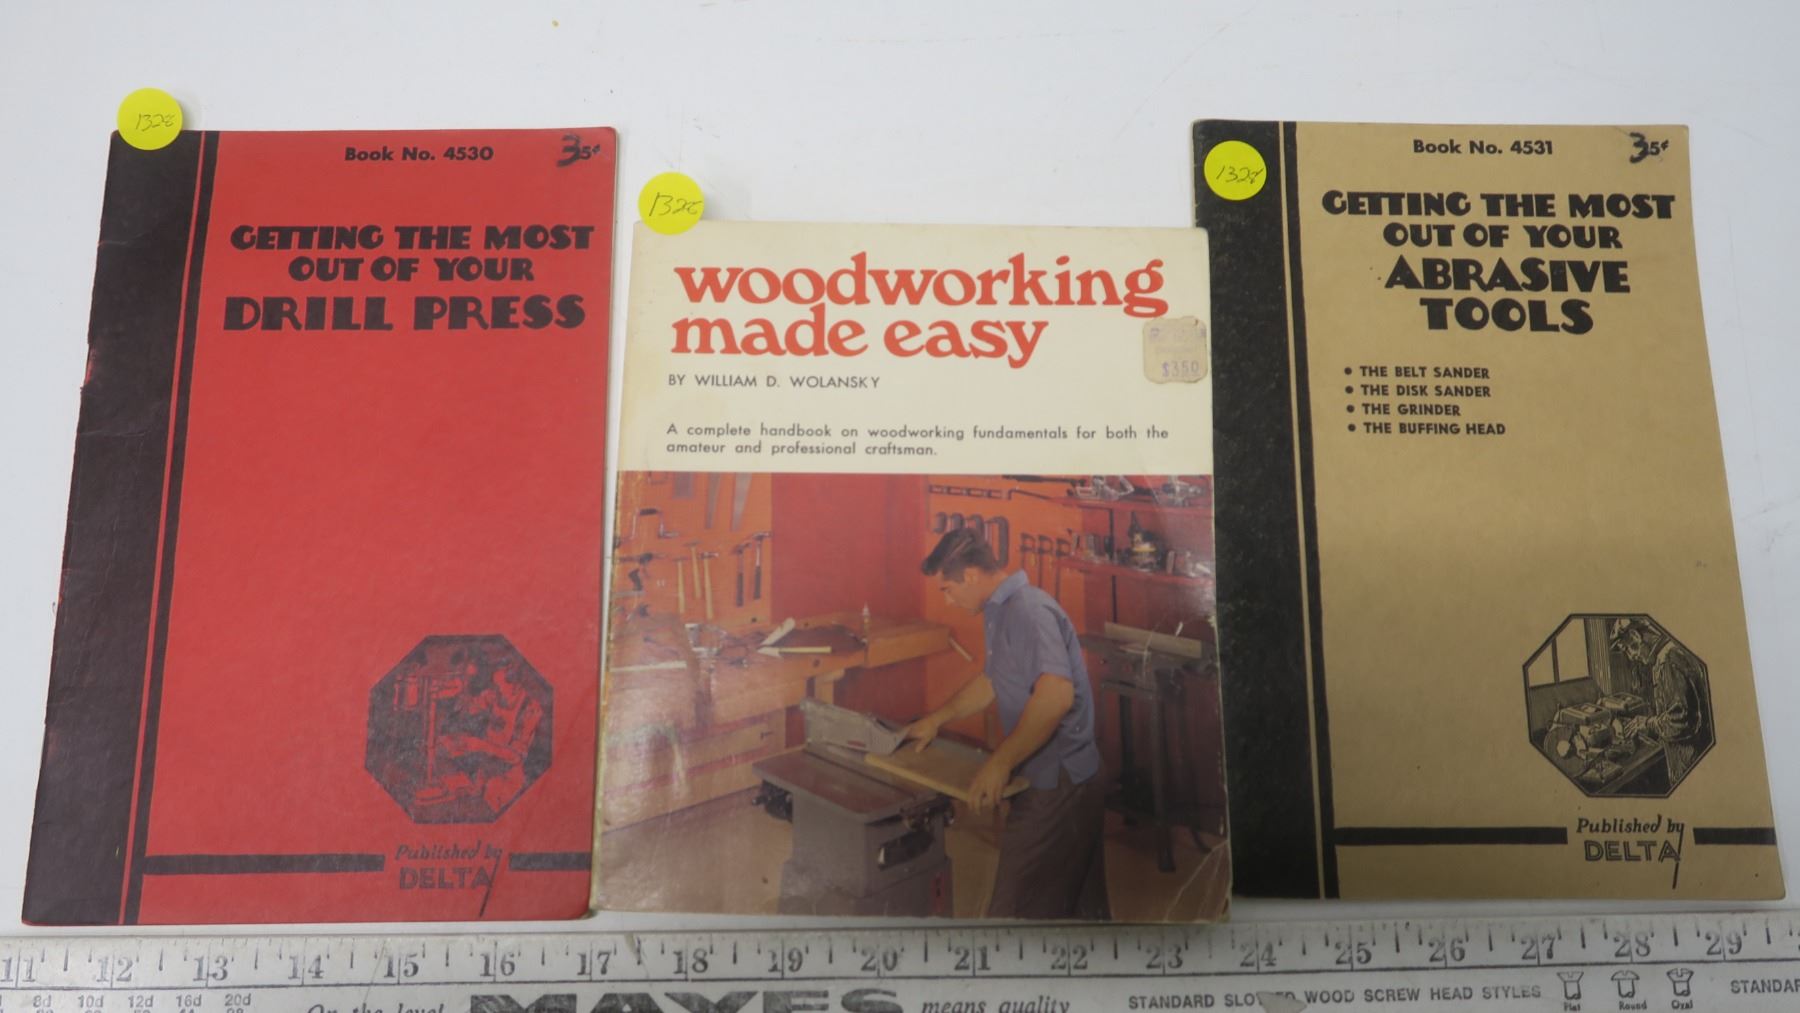 1328
Book No. 4530
35¢
GETTING THE MOST
OUT OF YOUR
DRILL PRESS
Published by
DELTA
1328
woodworking
made easy
$3.50
BY WILLIAM D. WOLANSKY
A complete handbook on woodworking fundamentals for both the
amateur and professional craftsman.
1328
Book No. 4531
35¢
GETTING THE MOST
OUT OF YOUR
ABRASIVE
TOOLS
• THE BELT SANDER
• THE DISK SANDER
• THE GRINDER
• THE BUFFING HEAD
Published by
DELTA
11 12 13 14 15 16 17 18 19 20 21 22 23 24 25 26 27 28 29
8d 10d 12d 16d 20d
On the level MAYES means quality
STANDARD WOOD SCREW HEAD STYLES
Flat Round Oval